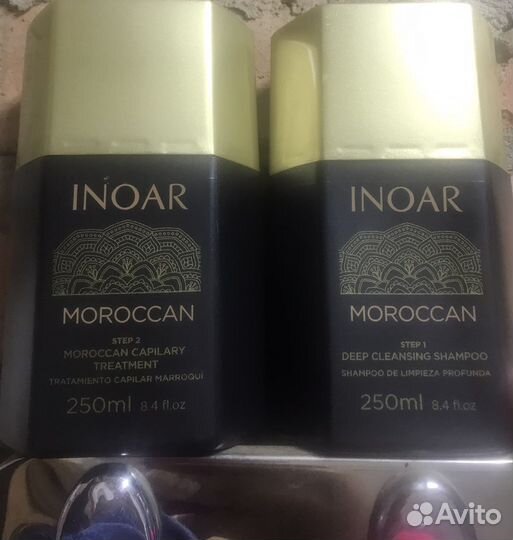 INOAR
MOROCCAN
STEP 2
MOROCCAN CAPILARY
TREATMENT
TRATAMIENTO CAPILAR MARROQUÍ
250ml 8.4 fl.oz
INOAR
MOROCCAN
STEP 1
DEEP CLEANSING SHAMPOO
SHAMPOO DE LIMPIEZA PROFUNDA
250ml 8.4 fl.oz
Avito